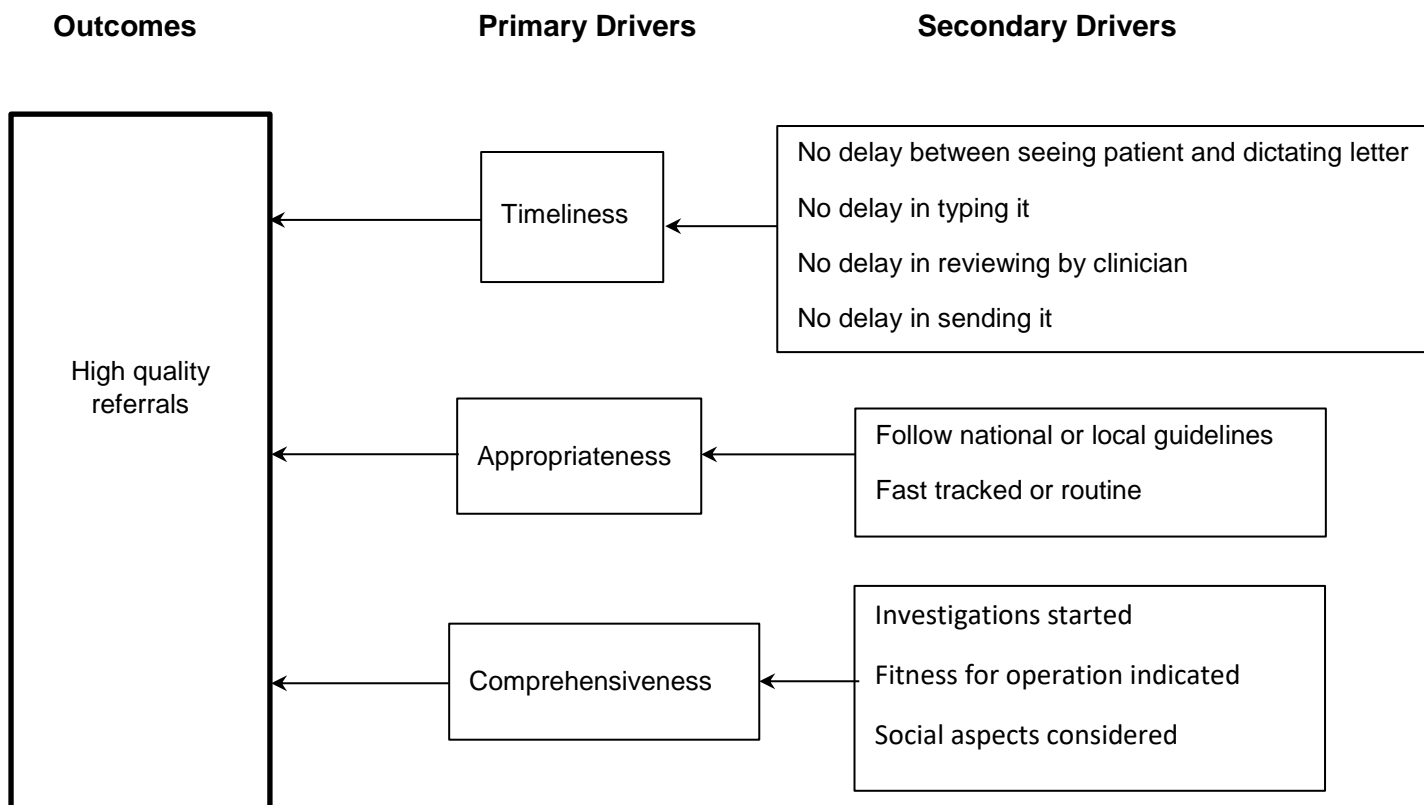 Outcomes Primary Drivers Secondary Drivers
High quality
referrals
Timeliness
No delay between seeing patient and dictating letter
No delay in typing it
No delay in reviewing by clinician
No delay in sending it
Appropriateness
Follow national or local guidelines
Fast tracked or routine
Comprehensiveness
Investigations started
Fitness for operation indicated
Social aspects considered